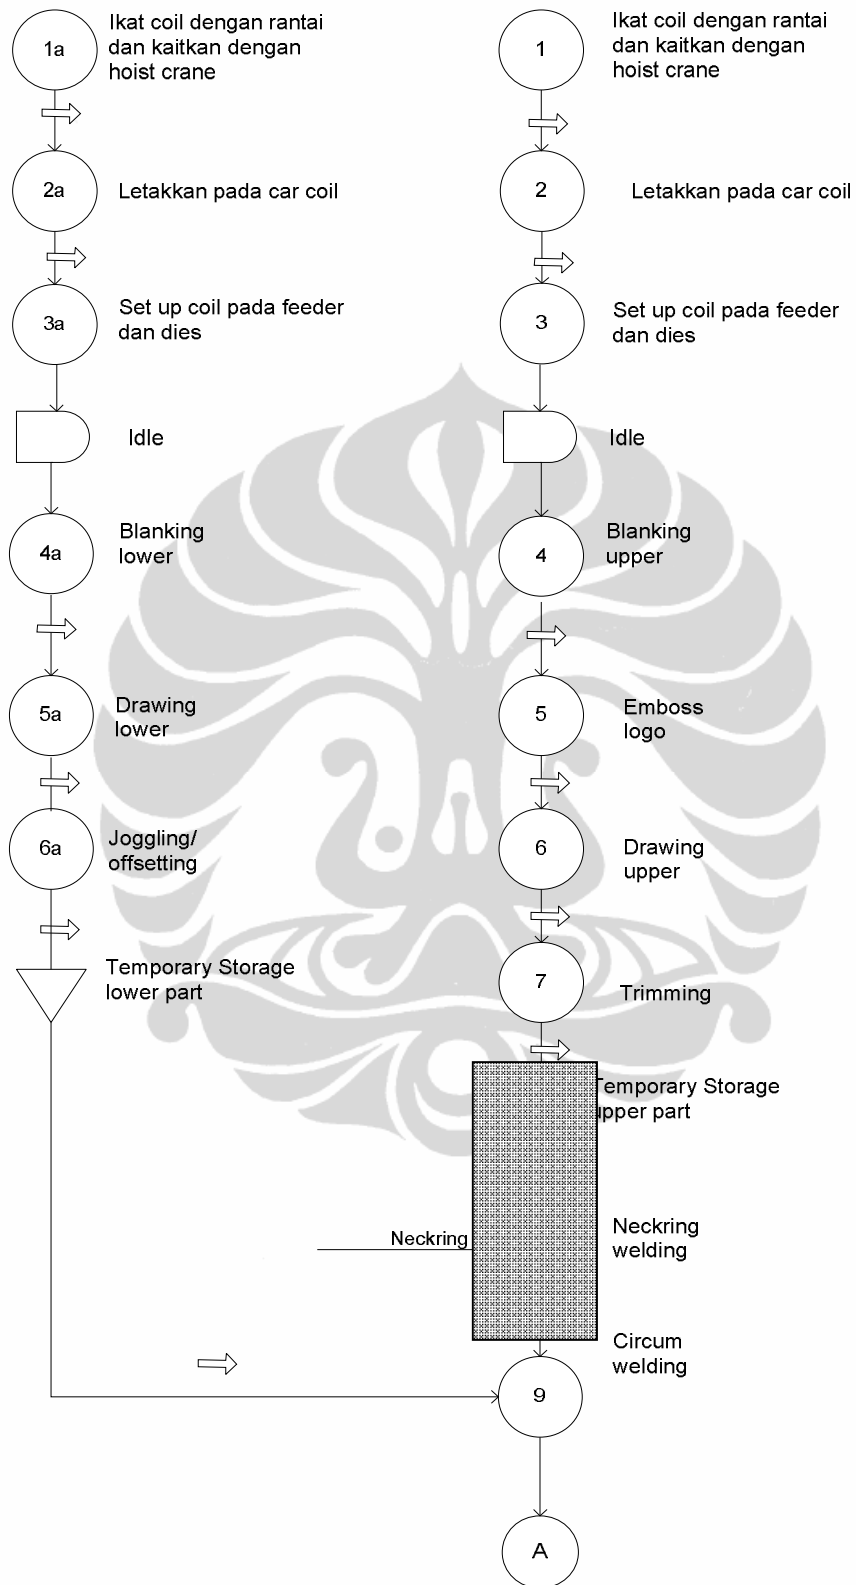 1a
Ikat coil dengan rantai
dan kaitkan dengan
hoist crane
2a
Letakkan pada car coil
3a
Set up coil pada feeder
dan dies
Idle
4a
Blanking
lower
5a
Drawing
lower
6a
Joggling/
offsetting
Temporary Storage
lower part
1
Ikat coil dengan rantai
dan kaitkan dengan
hoist crane
2
Letakkan pada car coil
3
Set up coil pada feeder
dan dies
Idle
4
Blanking
upper
5
Emboss
logo
6
Drawing
upper
7
Trimming
Temporary Storage
upper part
Neckring
Neckring
welding
Circum
welding
9
A